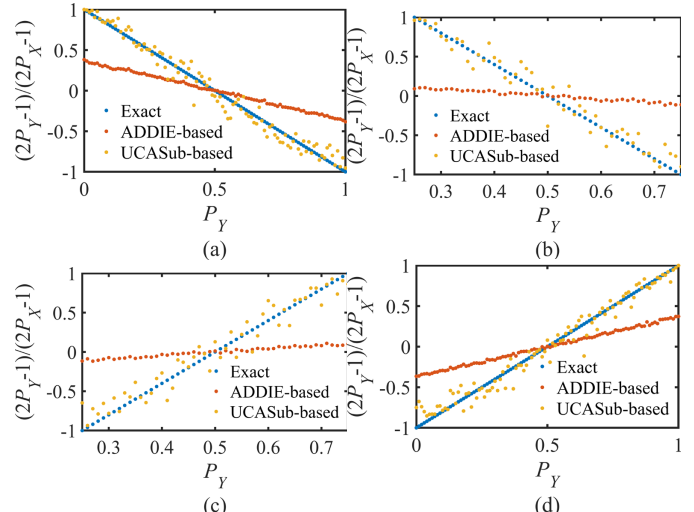 1
0.5
0
-0.5
-1
(2P_Y-1)/(2P_X-1)
Exact
ADDIE-based
UCASub-based
0
0.5
1
P_Y
(a)
1
0.5
0
-0.5
-1
(2P_Y-1)/(2P_X-1)
Exact
ADDIE-based
UCASub-based
0.3
0.4
0.5
0.6
0.7
P_Y
(b)
1
0.5
0
-0.5
-1
(2P_Y-1)/(2P_X-1)
Exact
ADDIE-based
UCASub-based
0.3
0.4
0.5
0.6
0.7
P_Y
(c)
1
0.5
0
-0.5
-1
(2P_Y-1)/(2P_X-1)
Exact
ADDIE-based
UCASub-based
0
0.5
1
P_Y
(d)